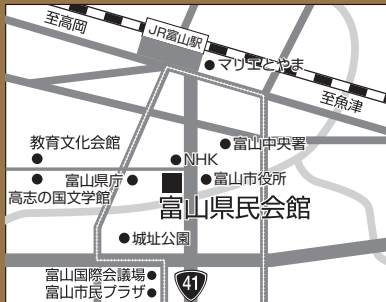 至高岡
JR富山駅
マリエとやま
至魚津
教育文化会館
富山中央署
NHK
富山県庁
富山市役所
高志の国文学館
富山県民会館
城址公園
富山国際会議場
富山市民プラザ
41